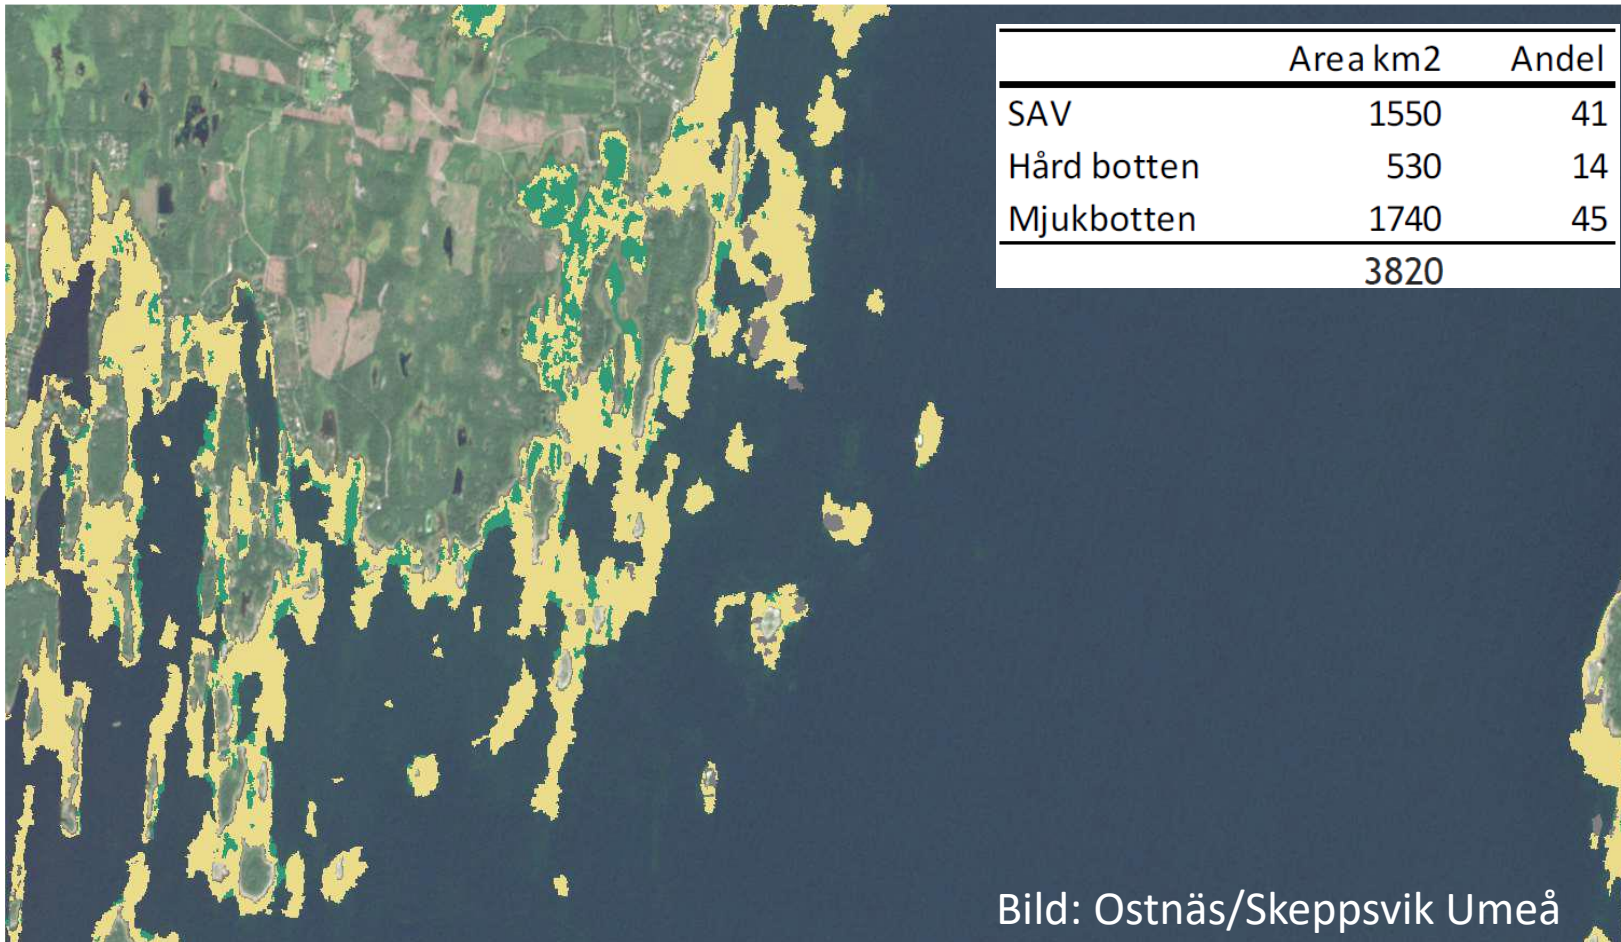 Area km2 Andel
SAV 1550 41
Hård botten 530 14
Mjukbotten 1740 45
3820
Bild: Ostnäs/Skeppsvik Umeå